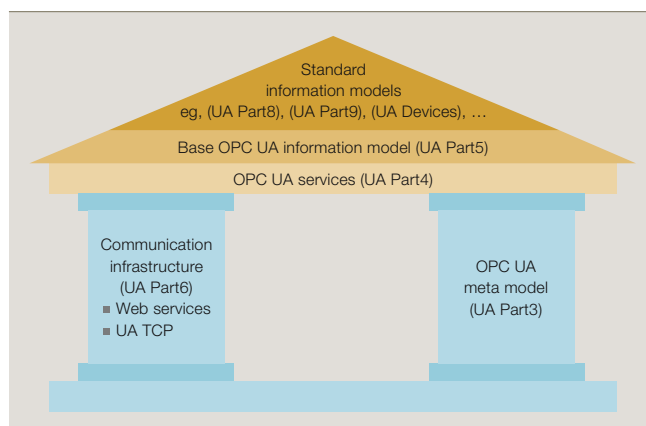 Standard
information models
eg, (UA Part8), (UA Part9), (UA Devices), ...
Base OPC UA information model (UA Part5)
OPC UA services (UA Part4)
Communication
infrastructure
(UA Part6)
■ Web services
■ UA TCP
OPC UA
meta model
(UA Part3)